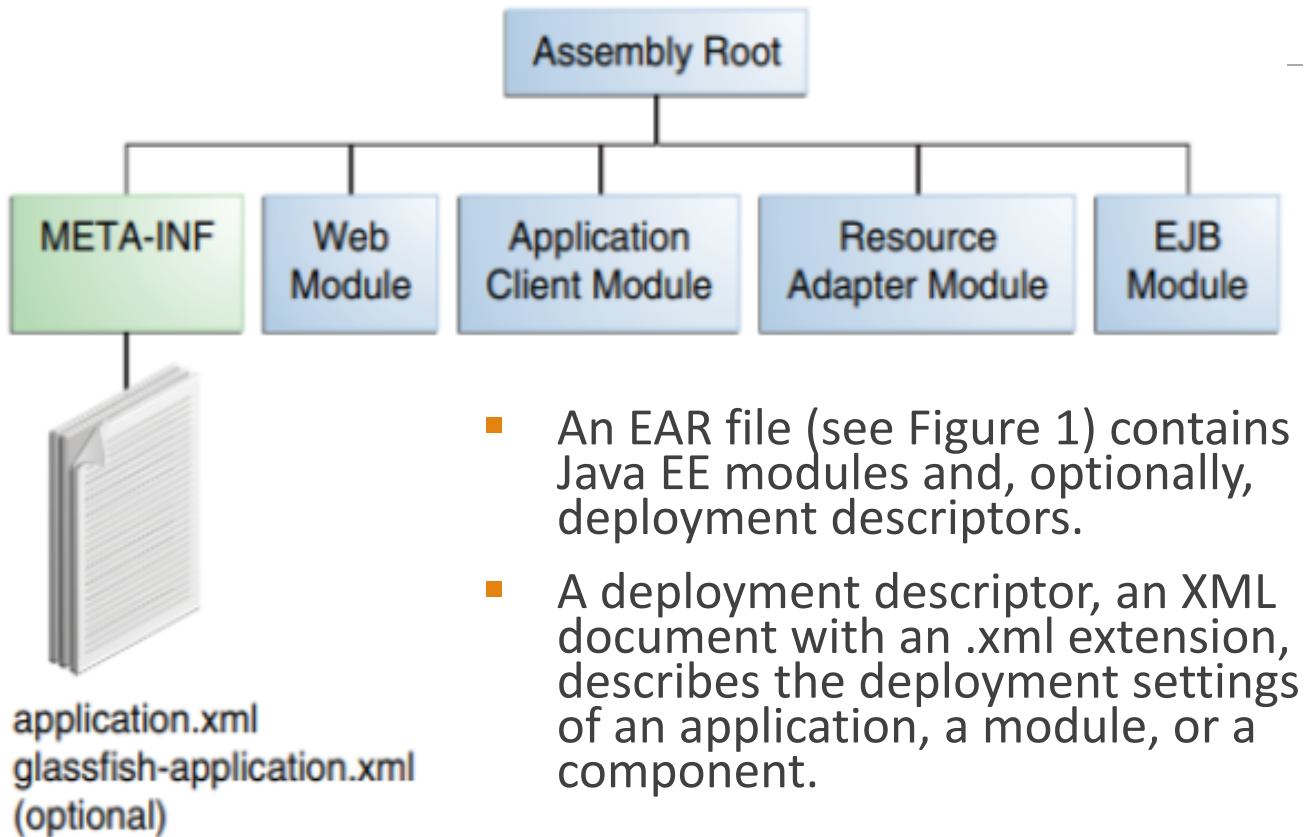 Assembly Root
META-INF
Web
Module
Application
Client Module
Resource
Adapter Module
EJB
Module
application.xml
glassfish-application.xml
(optional)
▪ An EAR file (see Figure 1) contains
Java EE modules and, optionally,
deployment descriptors.
▪ A deployment descriptor, an XML
document with an .xml extension,
describes the deployment settings
of an application, a module, or a
component.